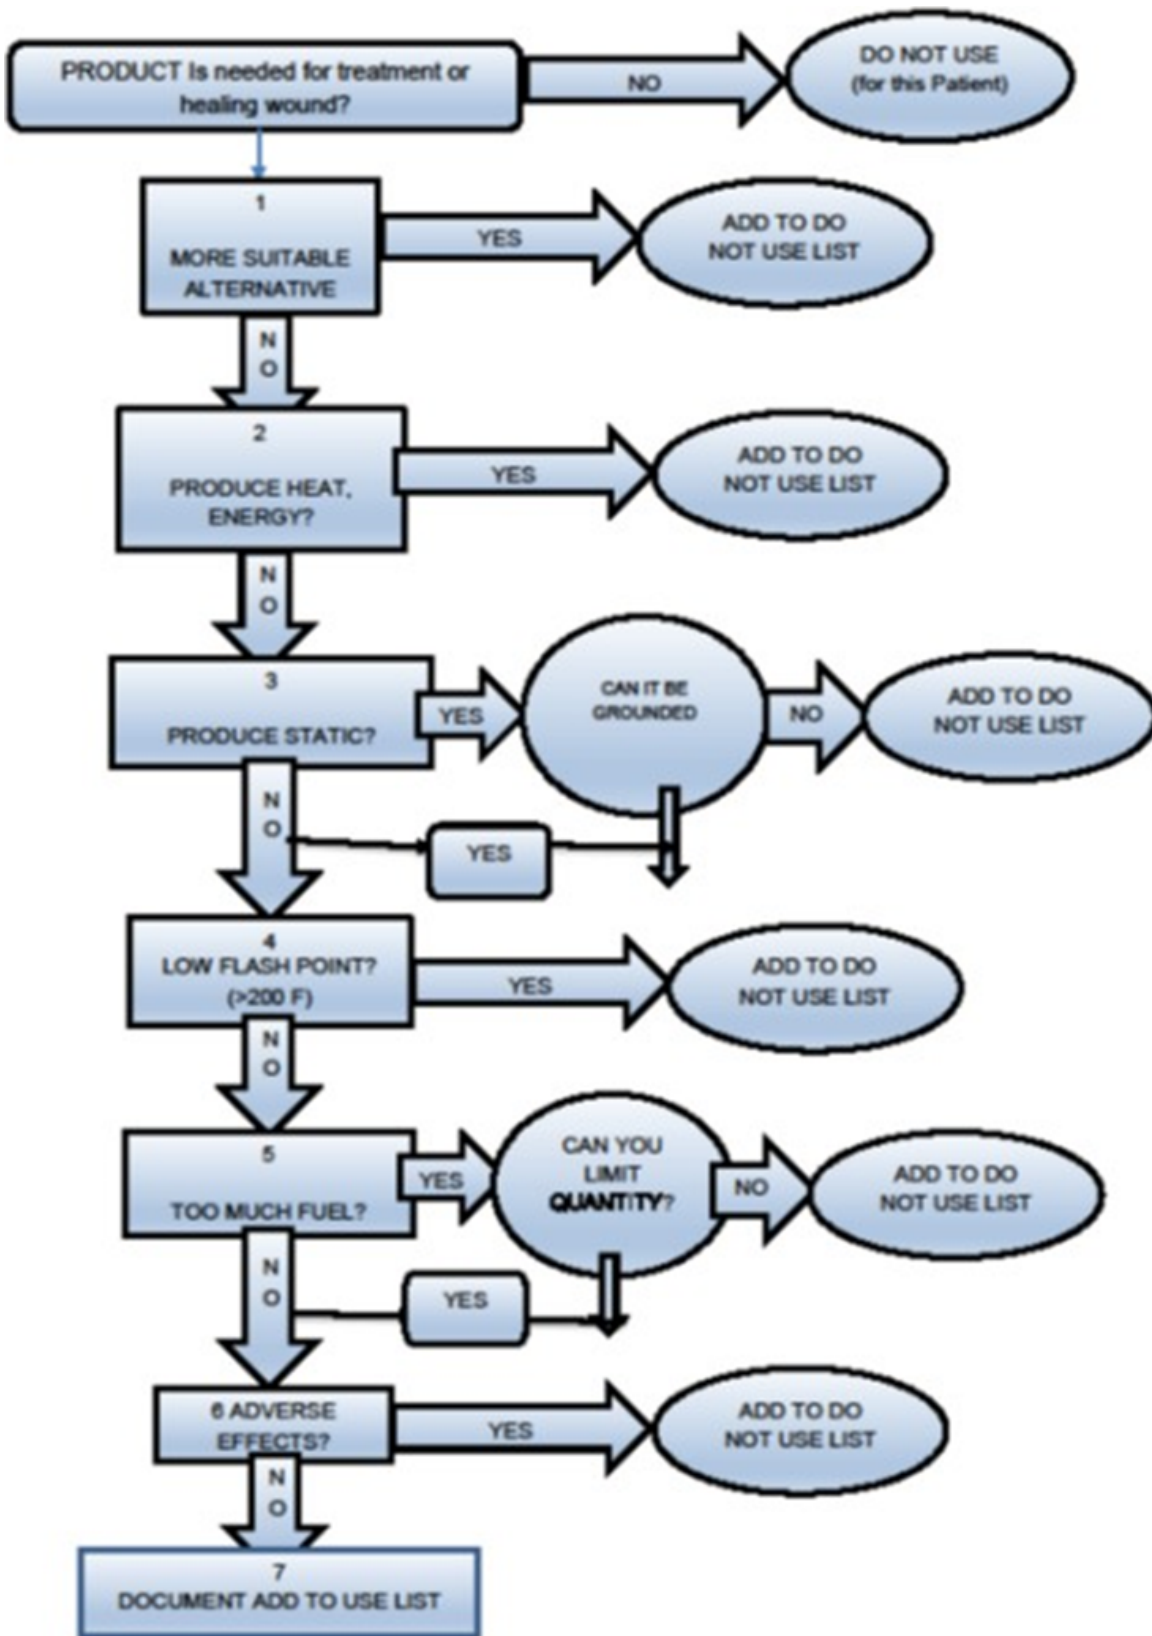 PRODUCT Is needed for treatment or
healing wound?
NO
DO NOT USE
(for this Patient)
1
MORE SUITABLE
ALTERNATIVE
YES
ADD TO DO
NOT USE LIST
N
O
2
PRODUCE HEAT,
ENERGY?
YES
ADD TO DO
NOT USE LIST
N
O
3
PRODUCE STATIC?
YES
CAN IT BE
GROUNDED
NO
ADD TO DO
NOT USE LIST
N
O
YES
4
LOW FLASH POINT?
(>200 F)
YES
ADD TO DO
NOT USE LIST
N
O
5
TOO MUCH FUEL?
YES
CAN YOU
LIMIT
QUANTITY?
NO
ADD TO DO
NOT USE LIST
N
O
YES
6 ADVERSE
EFFECTS?
YES
ADD TO DO
NOT USE LIST
N
O
7
DOCUMENT ADD TO USE LIST